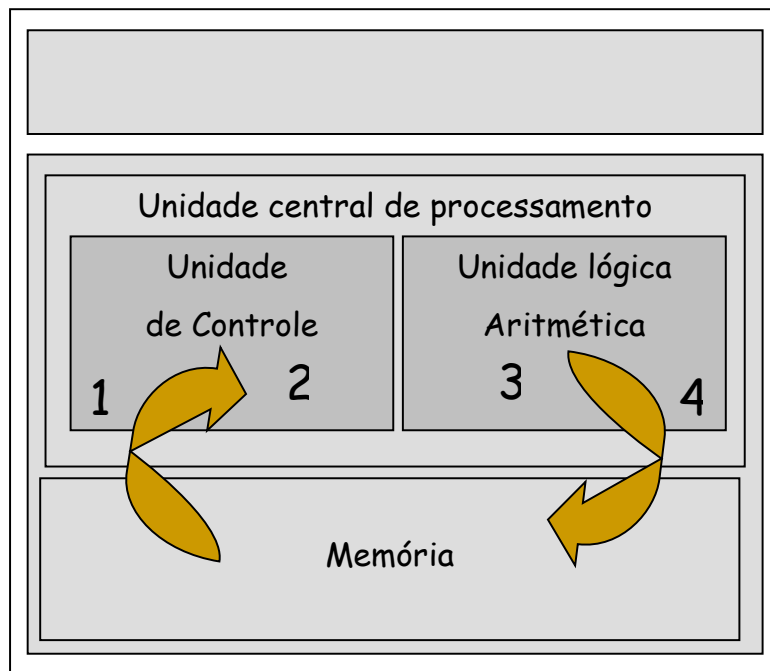 Unidade central de processamento
Unidade
de Controle
1
2
Unidade lógica
Aritmética
3
4
Memória